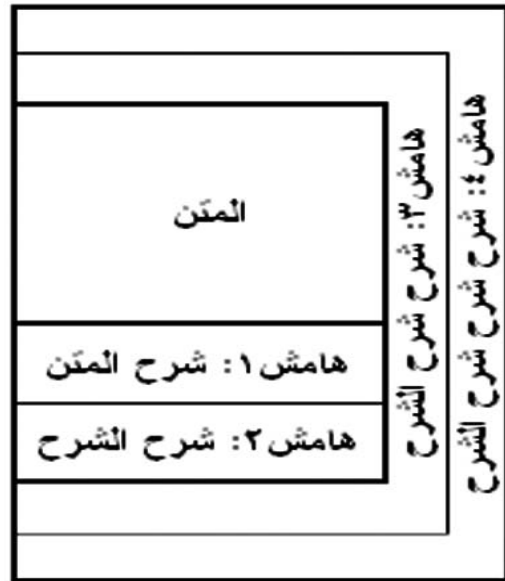 المتن
هامش١: شرح المتن
هامش٢: شرح الشرح
هامش٣: شرح شرح الشرح
هامش٤: شرح شرح شرح الشرح